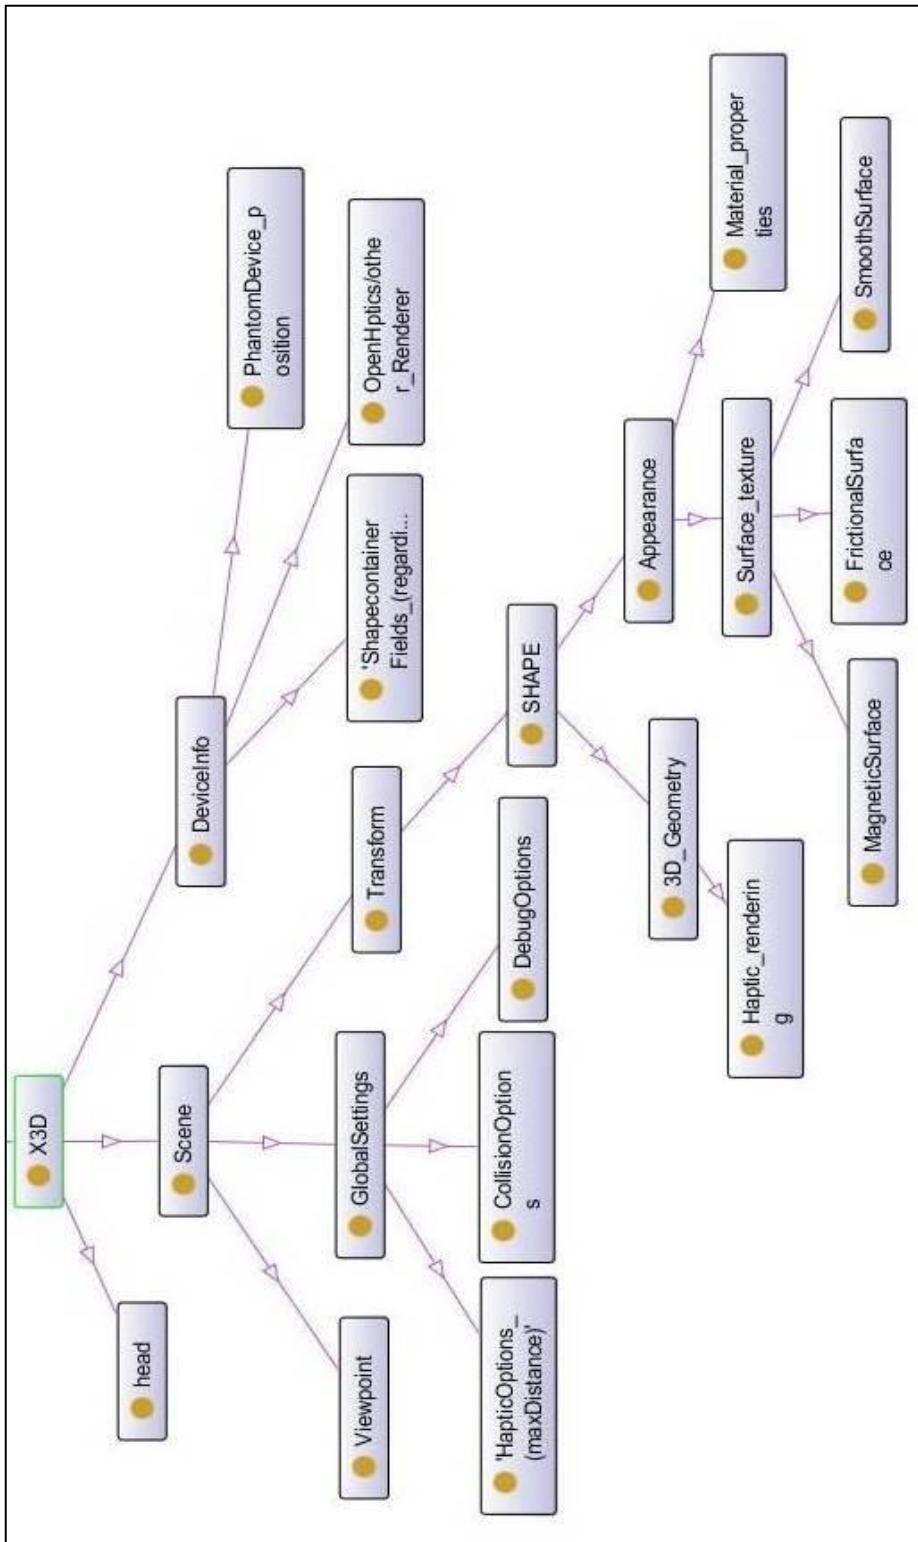 X3D
head
Scene
DeviceInfo
Viewpoint
GlobalSettings
Transform
'Shapecontainer
Fields_(regardi...
OpenHptics/othe
r_Renderer
PhantomDevice_p
osition
'HapticOptions_
(maxDistance)'
CollisionOption
s
DebugOptions
SHAPE
3D_Geometry
Appearance
Haptic_renderin
g
Surface_texture
Material_proper
ties
MagneticSurface
FrictionalSurfa
ce
SmoothSurface